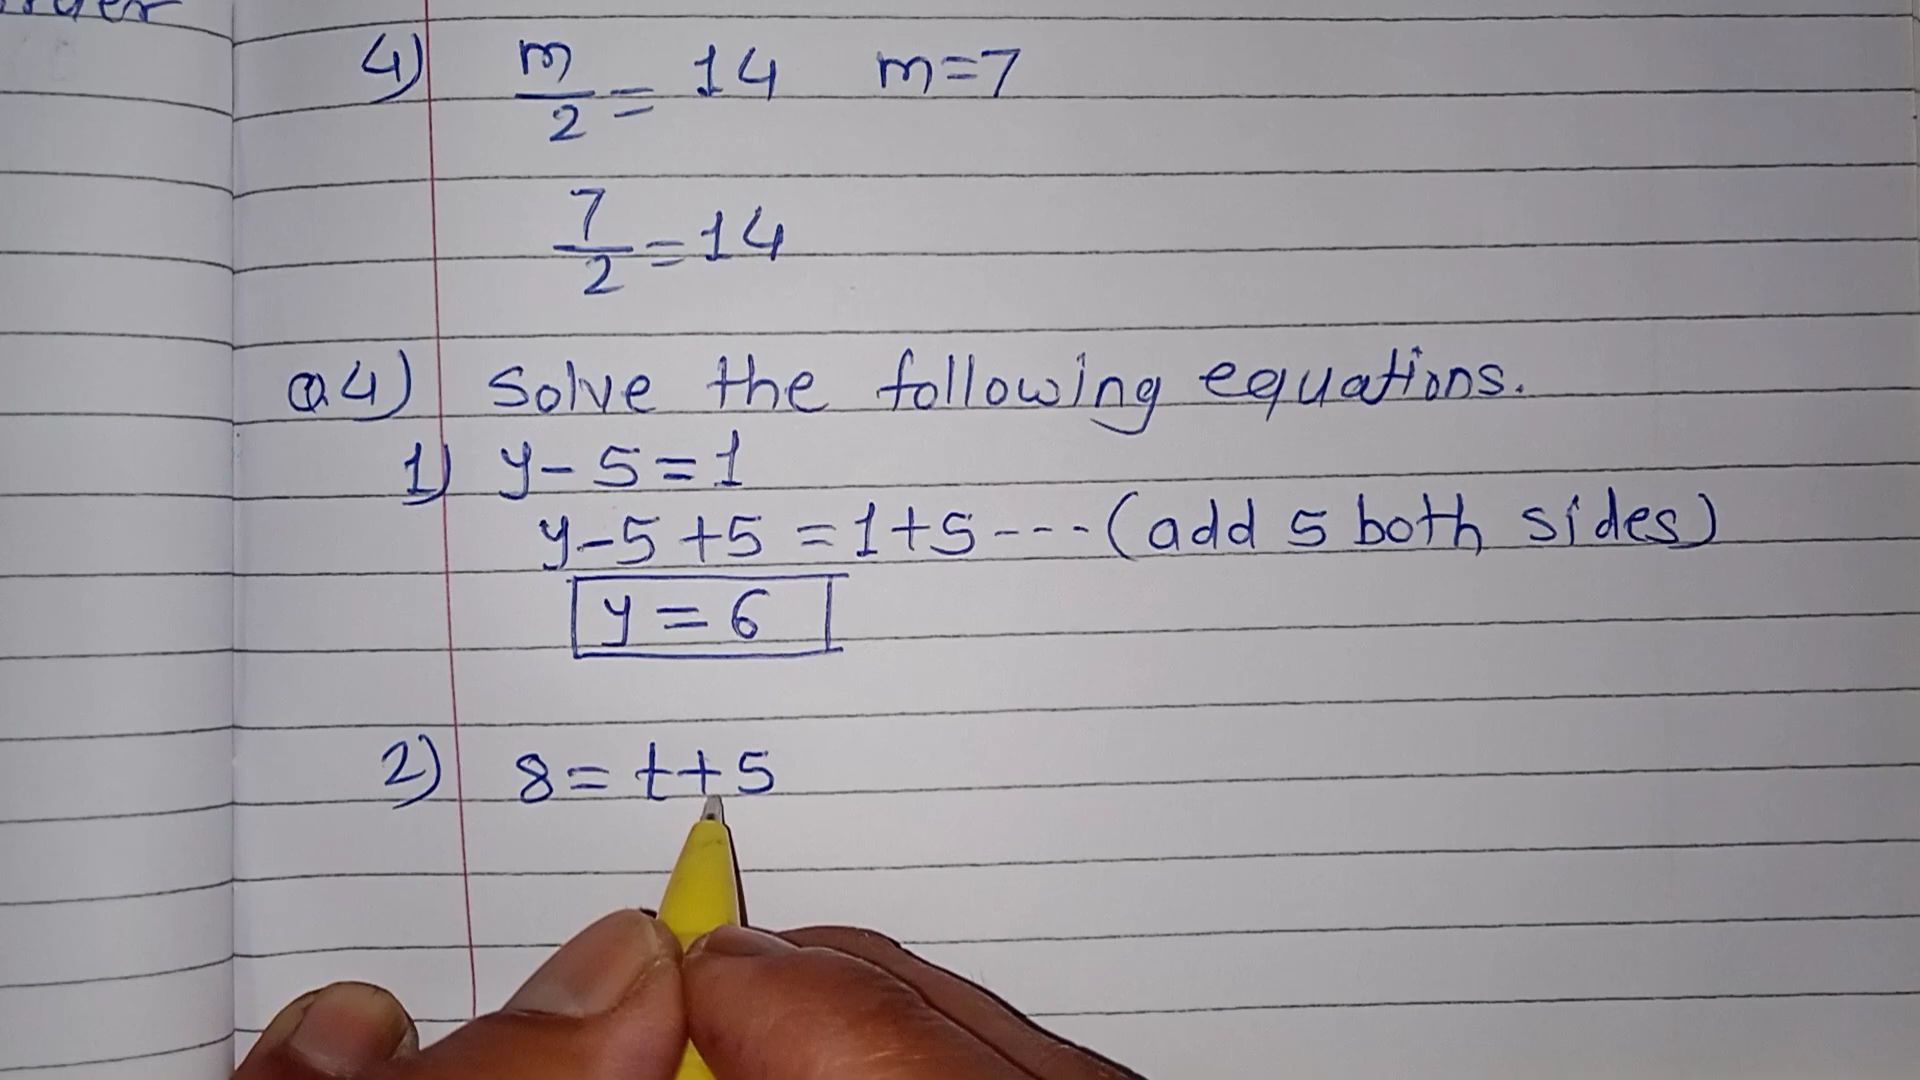 4) m/2 = 14 m=7
7/2 = 14
Q4) Solve the following equations.
1) y-5=1
y-5+5=1+5---(add 5 both sides)
y=6
2) 8=t+5